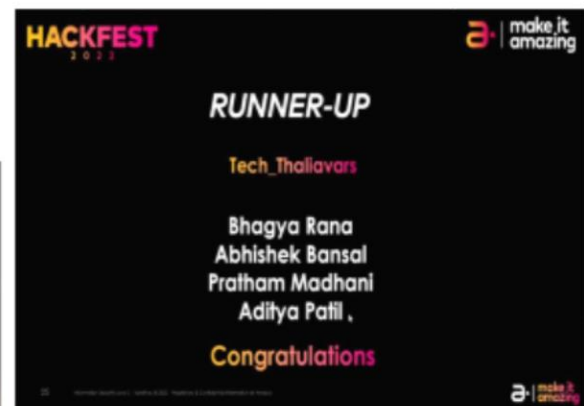 HACKFEST
2023
a. | make it
amazing
RUNNER-UP
Tech_Thaliavars
Bhagya Rana
Abhishek Bansal
Pratham Madhani
Aditya Patil .
Congratulations
a. | make it
amazing